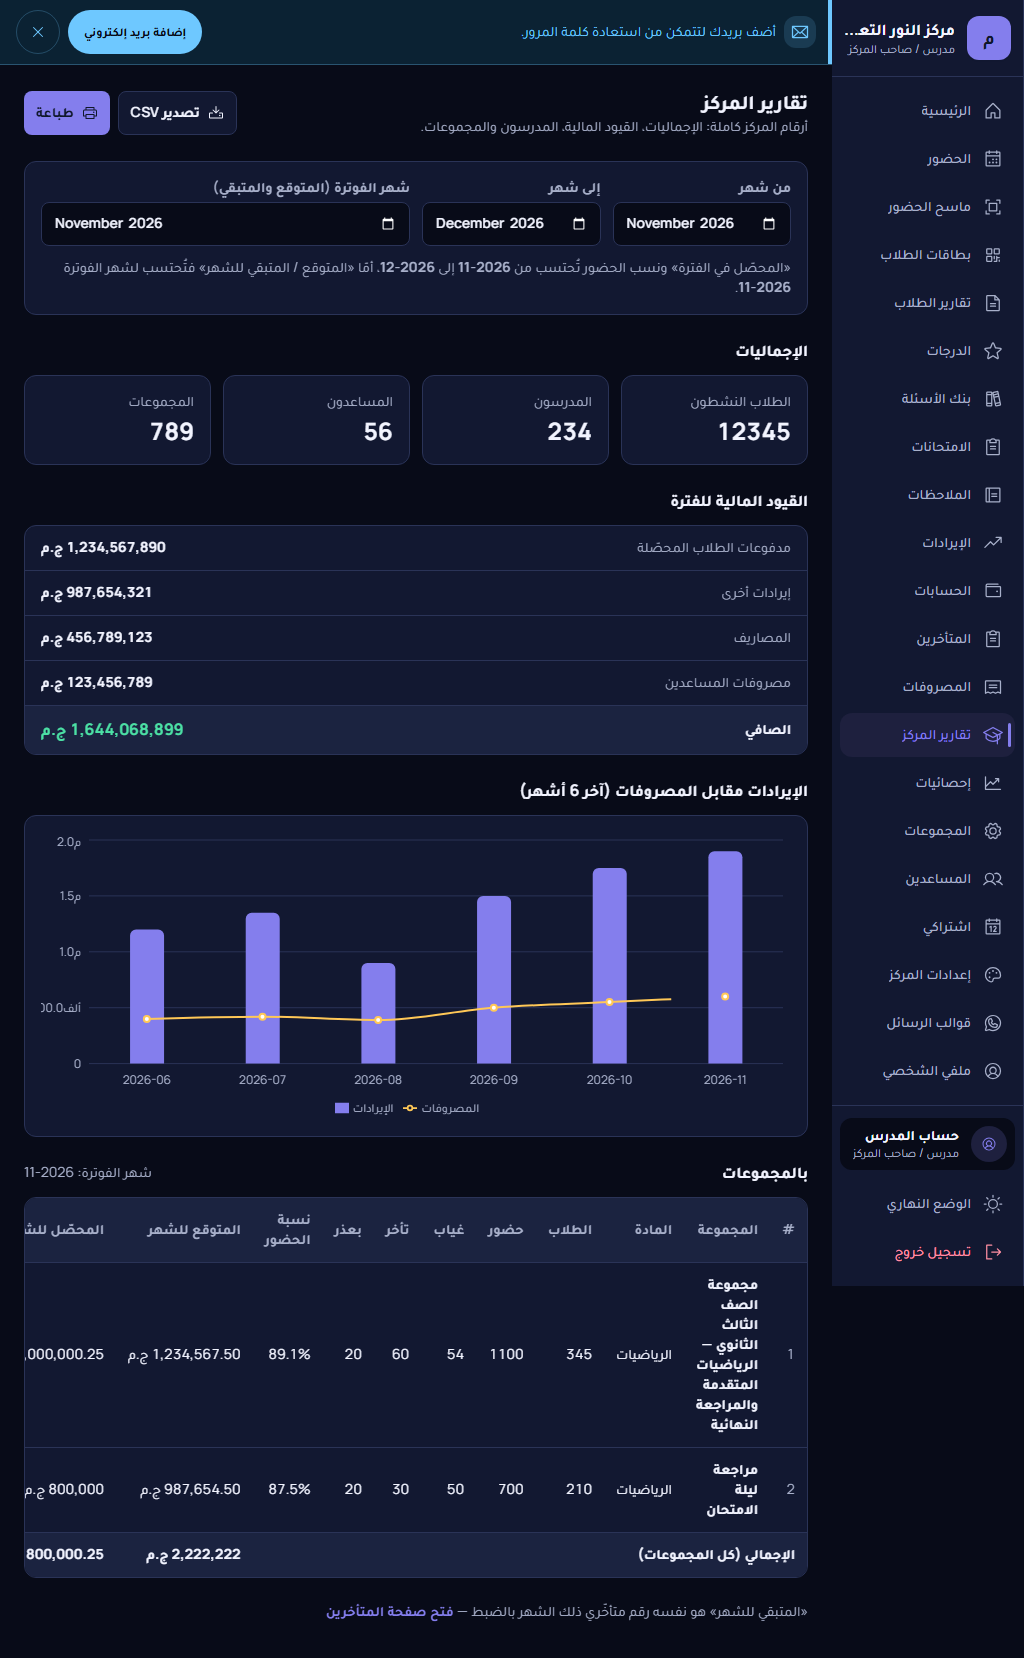 مركز النور التع...
مدرس / صاحب المركز
م
الرئيسية
الحضور
ماسح الحضور
بطاقات الطلاب
تقارير الطلاب
الدرجات
بنك الأسئلة
الامتحانات
الملاحظات
الإيرادات
الحسابات
المتأخرين
المصروفات
تقارير المركز
إحصائيات
المجموعات
المساعدين
اشتراكي
إعدادات المركز
قوالب الرسائل
ملفي الشخصي
حساب المدرس
مدرس / صاحب المركز
الوضع النهاري
تسجيل خروج
أضف بريدك لتتمكن من استعادة كلمة المرور.
إضافة بريد إلكتروني
تقارير المركز
أرقام المركز كاملة: الإجماليات، القيود المالية، المدرسون والمجموعات.
تصدير CSV
طباعة
من شهر
إلى شهر
شهر الفوترة (المتوقع والمتبقي)
November 2026
December 2026
November 2026
«المحصّل في الفترة» ونسب الحضور تُحتسب من 2026-11 إلى 2026-12، أمّا «المتوقع / المتبقي للشهر» فتُحتسب لشهر الفوترة
2026-11.
الإجماليات
الطلاب النشطون
12345
المدرسون
234
المساعدون
56
المجموعات
789
القيود المالية للفترة
مدفوعات الطلاب المحصّلة 1,234,567,890 ج.م
إيرادات أخرى 987,654,321 ج.م
المصاريف 456,789,123 ج.م
مصروفات المساعدين 123,456,789 ج.م
الصافي 1,644,068,899 ج.م
الإيرادات مقابل المصروفات (آخر 6 أشهر)
2.0م
1.5م
1.0م
00.0ألف
0
2026-06 2026-07 2026-08 2026-09 2026-10 2026-11
الإيرادات المصروفات
بالمجموعات
شهر الفوترة: 2026-11
# المجموعة المادة الطلاب حضور غياب تأخر بعذر نسبة الحضور المتوقع للشهر المحصّل للش
1 مجموعة الصف الثالث الثانوي — الرياضيات المتقدمة والمراجعة النهائية الرياضيات 345 1100 54 60 20 89.1% 1,234,567.50 ج.م ,000,000.25
2 مراجعة ليلة الامتحان الرياضيات 210 700 50 30 20 87.5% 987,654.50 ج.م 800,000 ج.م
الإجمالي (كل المجموعات) 2,222,222 ج.م 800,000.25
«المتبقي للشهر» هو نفسه رقم متأخّري ذلك الشهر بالضبط — فتح صفحة المتأخرين